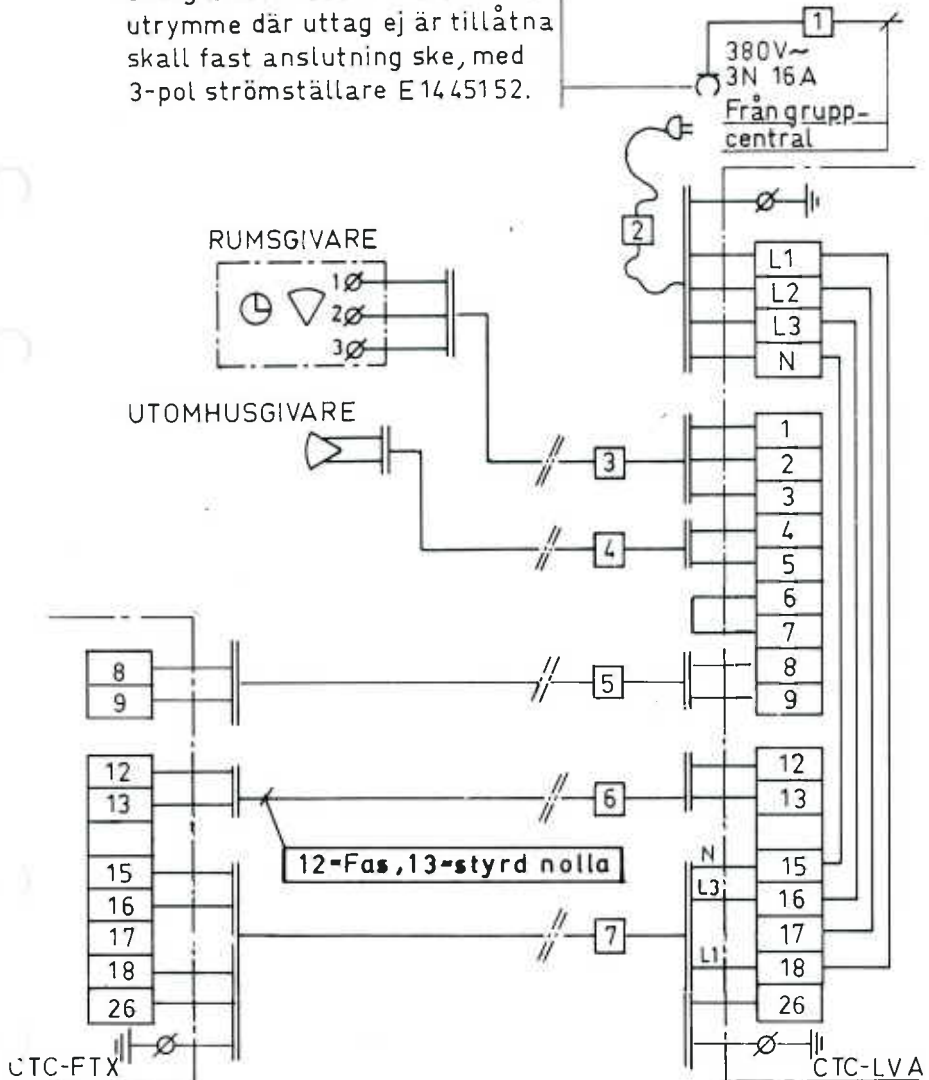 utrymme där uttag ej är tillåtna
skall fast anslutning ske, med
3-pol strömställare E1445152.
1
380V~
3N 16A
Från grupp-
central
2
RUMSGIVARE
1
2
3
UTOMHUSGIVARE
L1
L2
L3
N
1
2
3
3
4
4
5
6
7
8
5
8
9
9
12
12
13
6
13
12=Fas, 13=styrd nolla
N
15
15
L3
16
16
17
7
17
L1
18
18
26
26
CTC-FTX
CTC-LVA